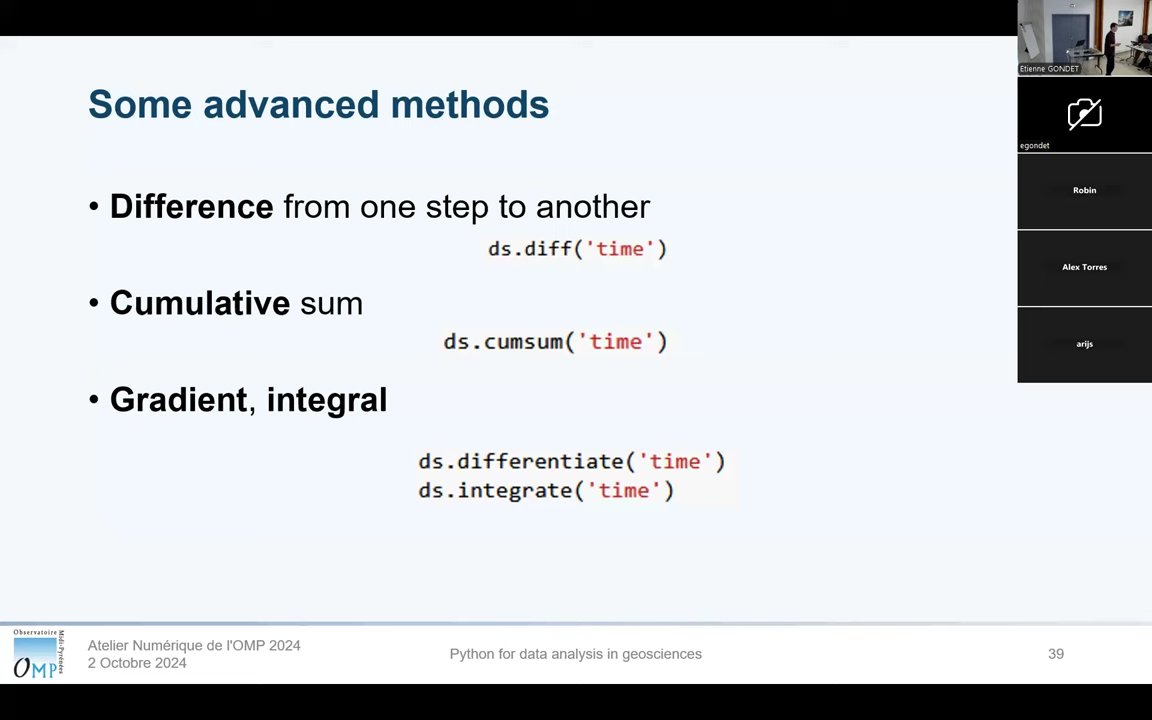 Some advanced methods
• Difference from one step to another
ds.diff('time')
• Cumulative sum
ds.cumsum('time')
• Gradient, integral
ds.differentiate('time')
ds.integrate('time')
Observatoire
Midi-Pyrénées
OMP
Atelier Numérique de l'OMP 2024
2 Octobre 2024
Python for data analysis in geosciences
39
Etienne GONDET
egondet
Robin
Alex Torres
arijs